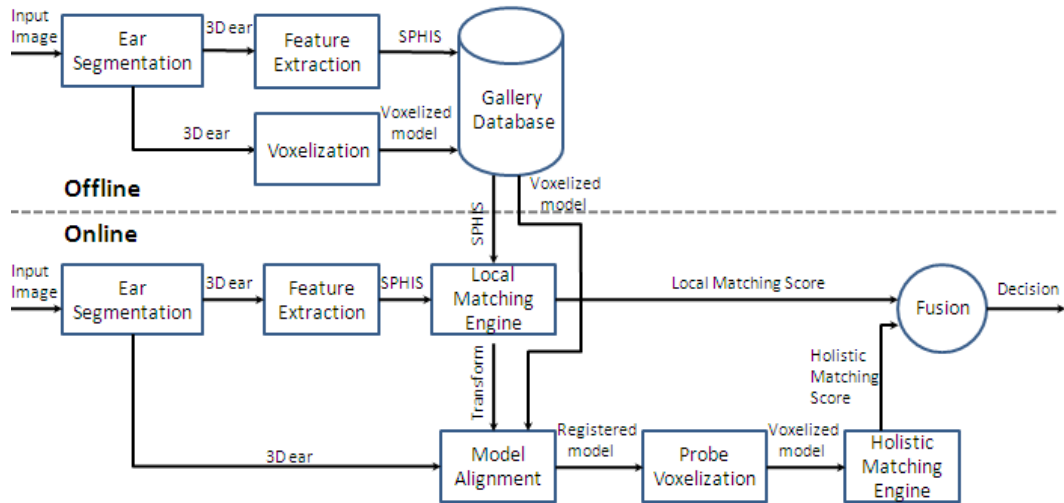 Input
Image
Ear
Segmentation
3D ear
Feature
Extraction
SPHIS
Gallery
Database
3D ear
Voxelization
Voxelized
model
Offline
Voxelized
model
SPHIS
Online
Input
Image
Ear
Segmentation
3D ear
Feature
Extraction
SPHIS
Local
Matching
Engine
Local Matching Score
Fusion
Decision
Transform
Holistic
Matching
Score
3D ear
Model
Alignment
Registered
model
Probe
Voxelization
Voxelized
model
Holistic
Matching
Engine